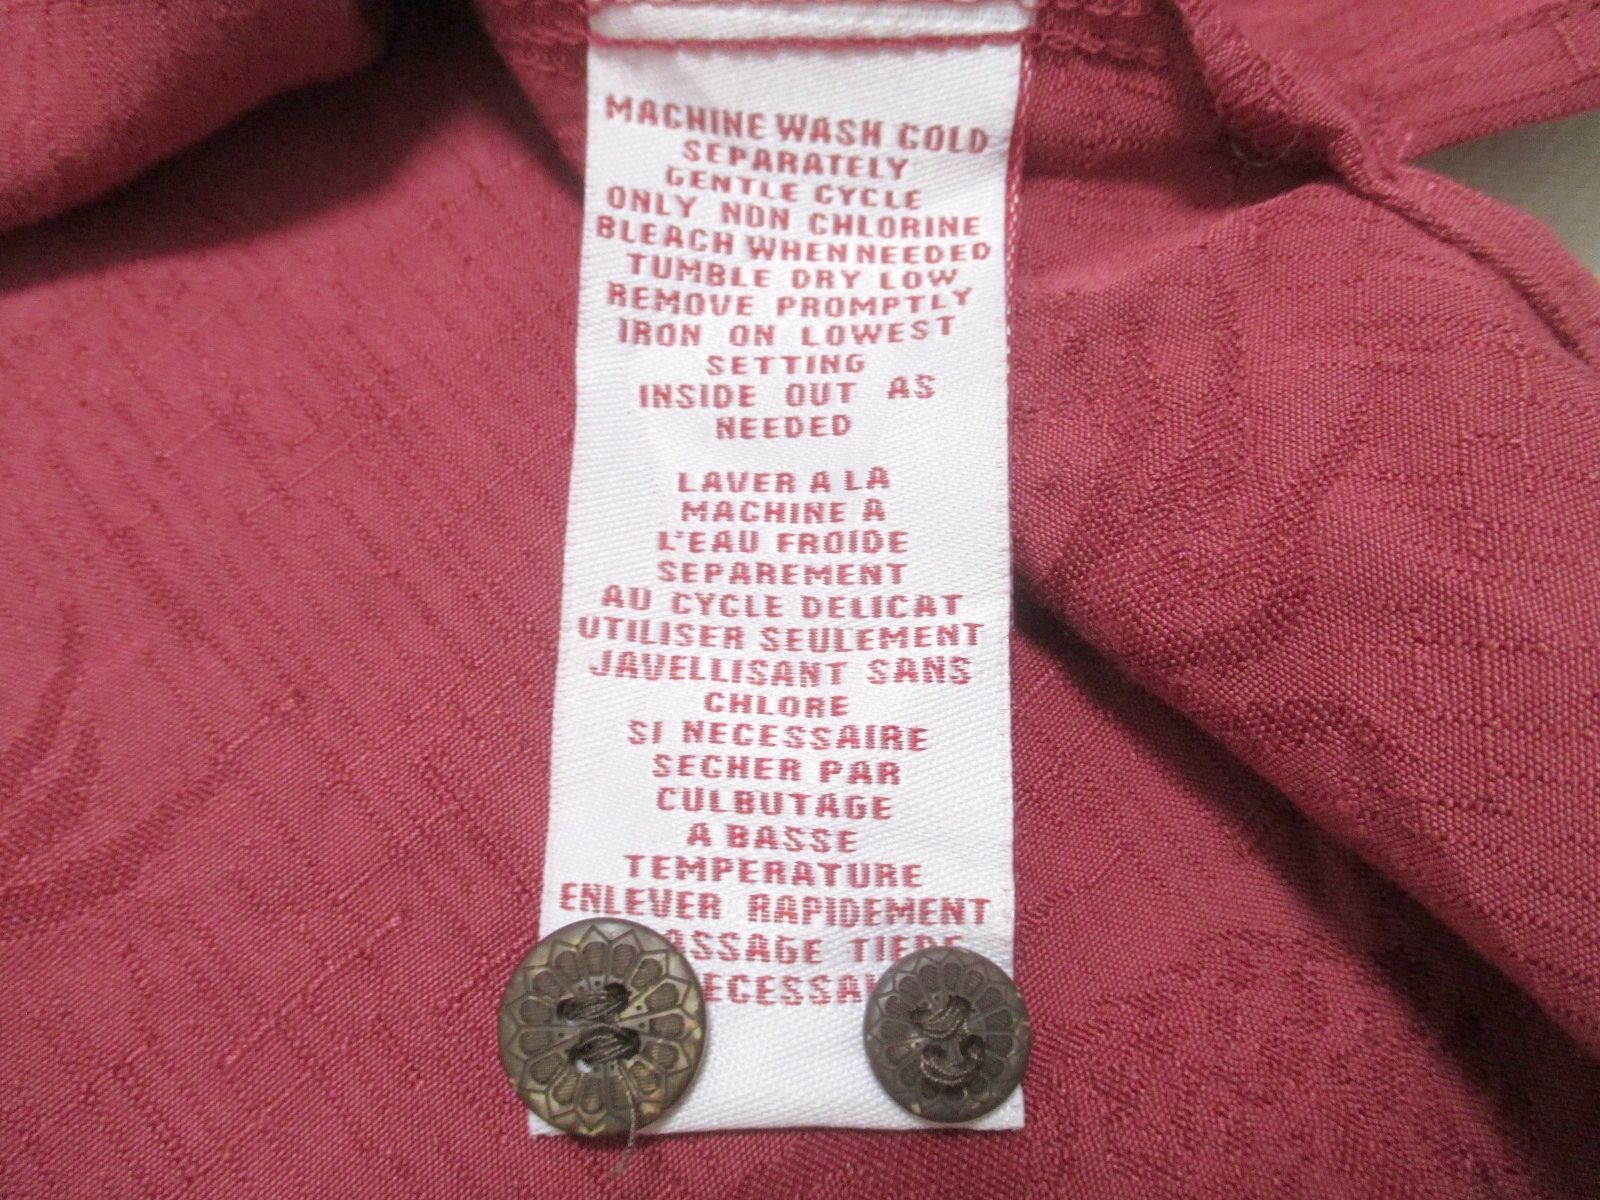 MACHINE WASH COLD
SEPARATELY
GENTLE CYCLE
ONLY NON CHLORINE
BLEACH WHEN NEEDED
TUMBLE DRY LOW
REMOVE PROMPTLY
IRON ON LOWEST
SETTING
INSIDE OUT AS
NEEDED
LAVER A LA
MACHINE A
L'EAU FROIDE
SEPAREMENT
AU CYCLE DELICAT
UTILISER SEULEMENT
JAVELLISANT SANS
CHLORE
SI NECESSAIRE
SECHER PAR
CULBUTAGE
A BASSE
TEMPERATURE
ENLEVER RAPIDEMENT